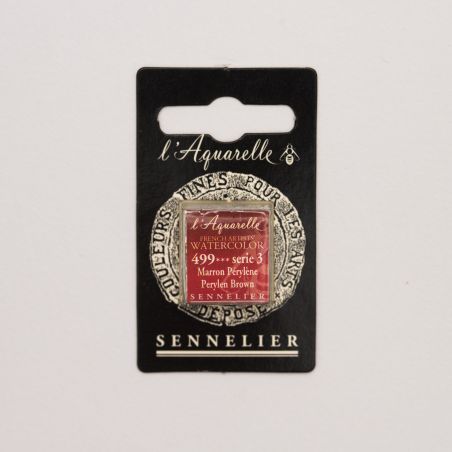 l'Aquarelle
COULEURS FINES POUR LES ARTS
l'Aquarelle
FRENCH ARTISTS'
WATERCOLOR
499*** serie 3
Marron Pérylène
Perylen Brown
SENNELIER
DÉPOSÉ
SENNELIER